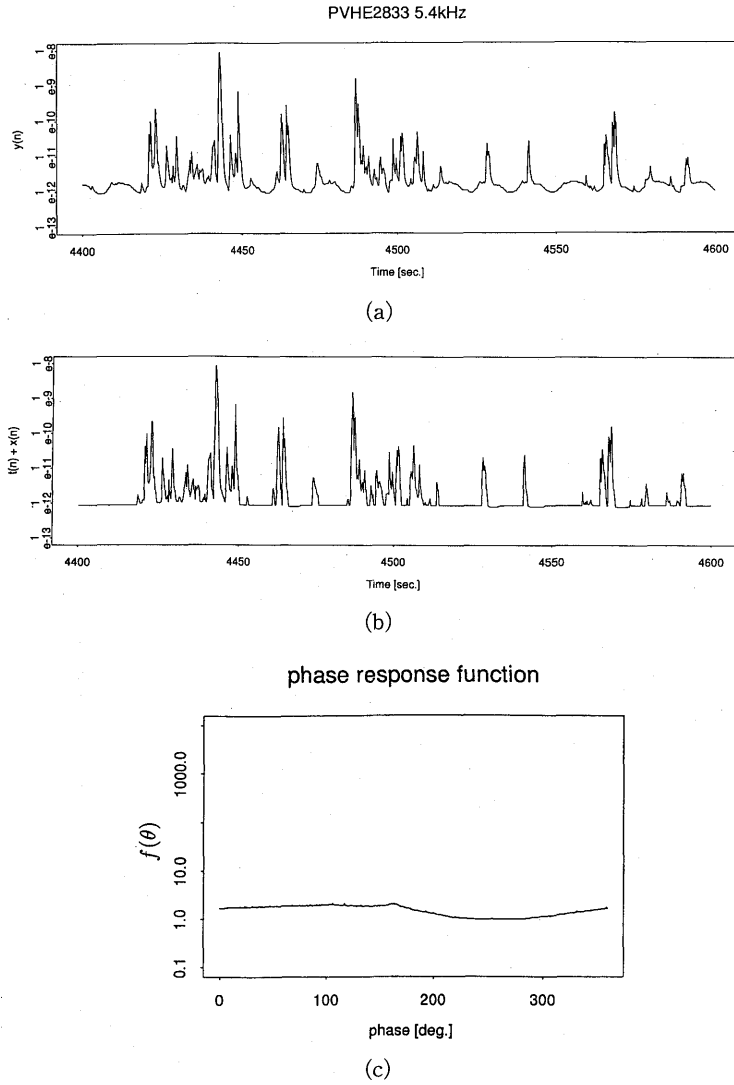 PVHE2833 5.4kHz
y(n)
1 e-8
1 e-9
1 e-10
1 e-11
1 e-12
1 e-13
4400 4450 4500 4550 4600
Time [sec.]
(a)
t(n) + x(n)
1 e-8
1 e-9
1 e-10
1 e-11
1 e-12
1 e-13
4400 4450 4500 4550 4600
Time [sec.]
(b)
phase response function
f(θ)
1000.0
10.0
1.0
0.1
0 100 200 300
phase [deg.]
(c)